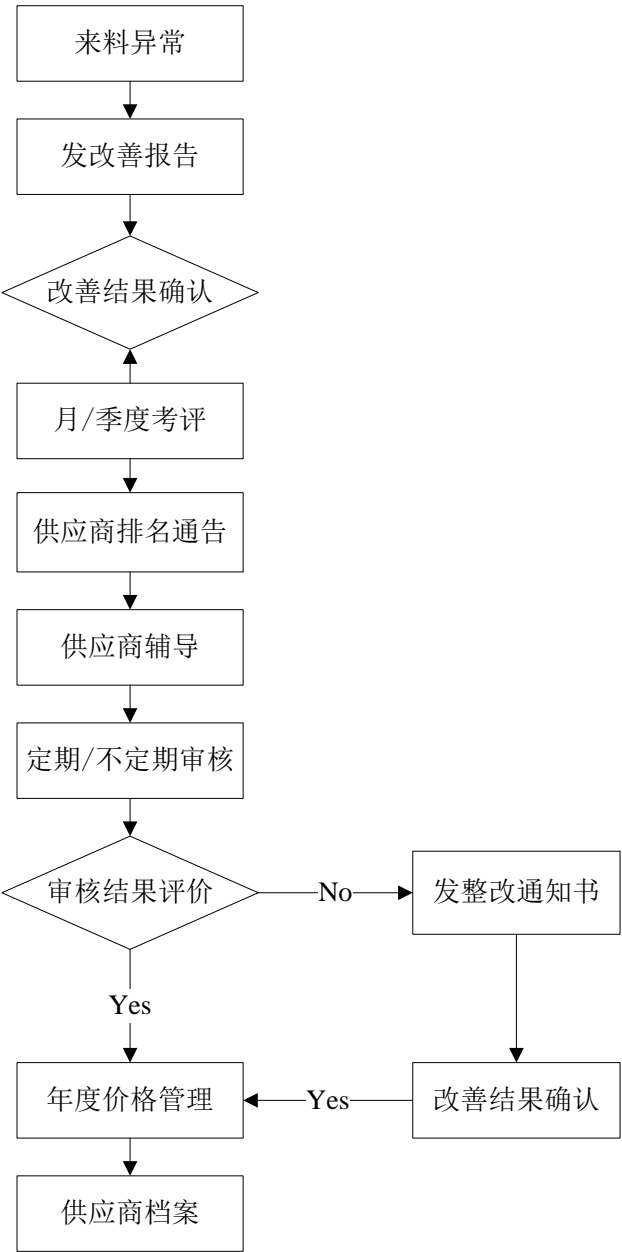 来料异常
发改善报告
改善结果确认
月/季度考评
供应商排名通告
供应商辅导
定期/不定期审核
审核结果评价
No
发整改通知书
Yes
年度价格管理
Yes
改善结果确认
供应商档案